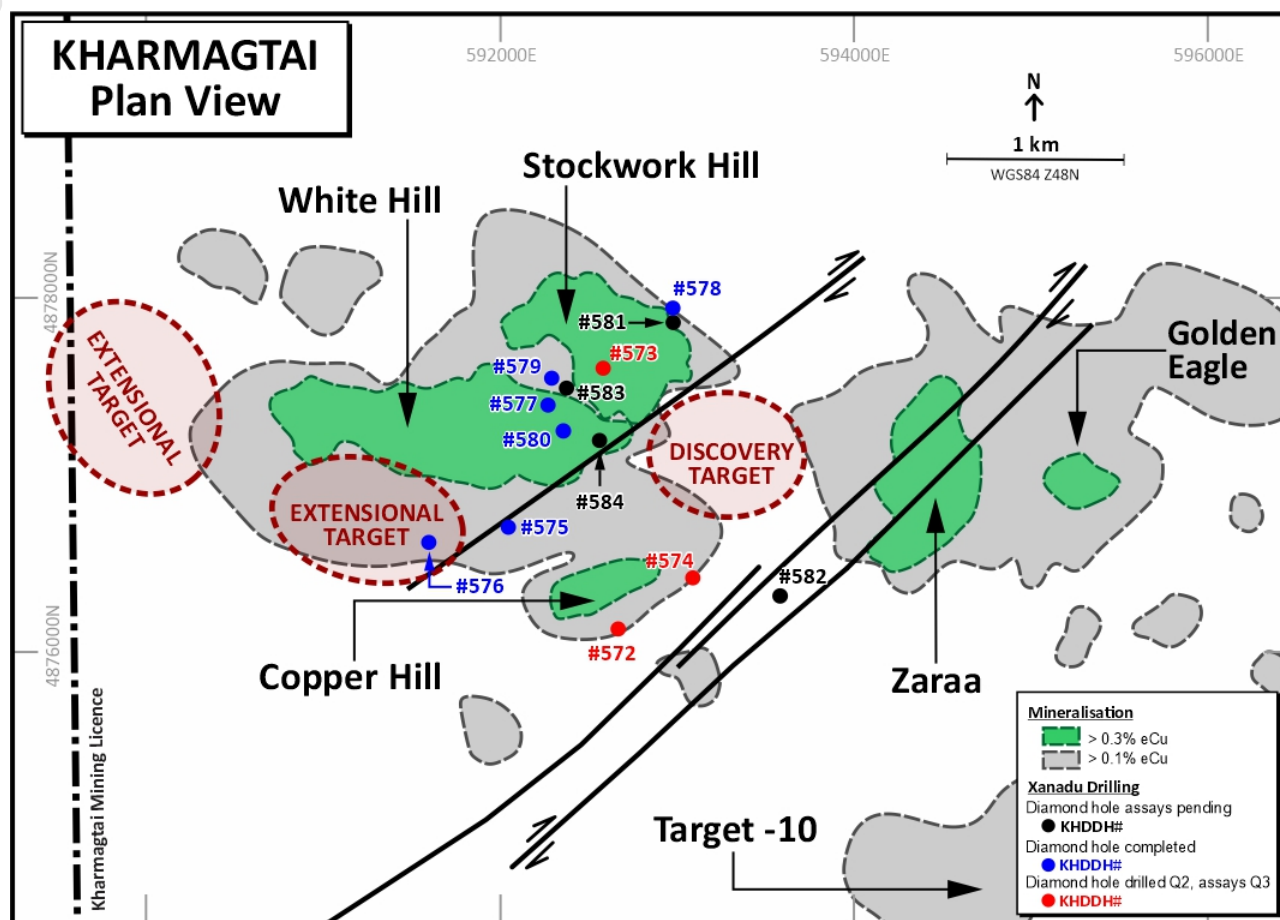 KHARMAGTAI
Plan View
592000E
594000E
596000E
N
1 km
WGS84 Z48N
Stockwork Hill
White Hill
4878000N
#578
#581
#573
#579
#583
#577
#580
#584
Golden
Eagle
EXTENSIONAL
TARGET
DISCOVERY
TARGET
EXTENSIONAL
TARGET
#575
#576
#574
#582
#572
4876000N
Copper Hill
Zaraa
Kharmagtai Mining Licence
Target -10
Mineralisation
> 0.3% eCu
> 0.1% eCu
Xanadu Drilling
Diamond hole assays pending
KHDDH#
Diamond hole completed
KHDDH#
Diamond hole drilled Q2, assays Q3
KHDDH#